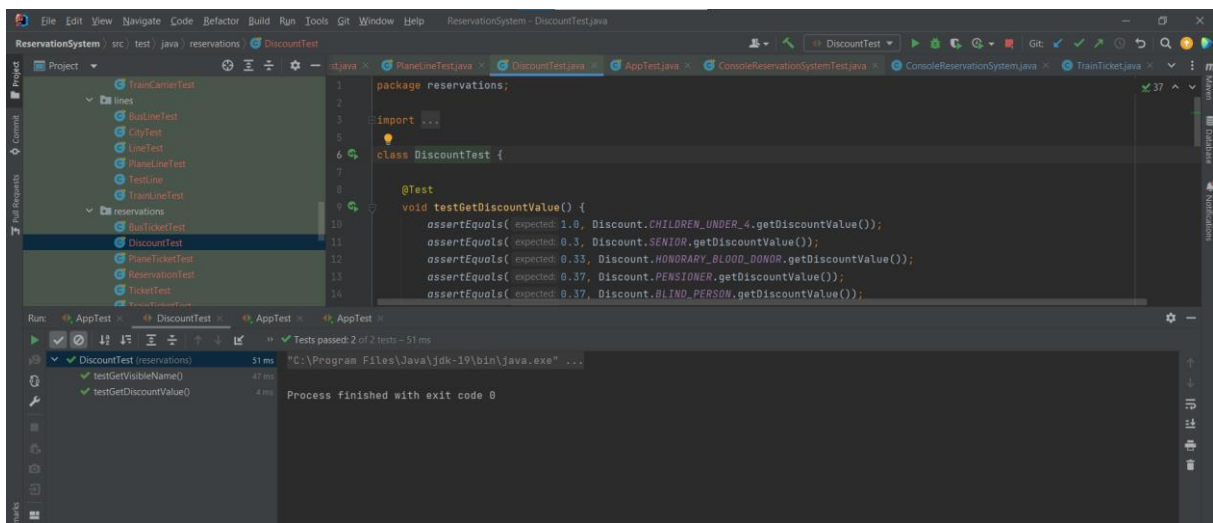 File Edit View Navigate Code Refactor Build Run Tools Git Window Help ReservationSystem - DiscountTest.java
ReservationSystem src test java reservations DiscountTest DiscountTest Git:
Project stjava PlaneLineTest.java DiscountTest.java AppTest.java ConsoleReservationSystemTest.java ConsoleReservationSystem.java TrainTicket.java
TrainCarrierTest
lines
BusLineTest
CityTest
LineTest
PlaneLineTest
TestLine
TrainLineTest
reservations
BusTicketTest
DiscountTest
PlaneTicketTest
ReservationTest
TicketTest
TrainTicketTest
1 package reservations;
2
3 import ...
5
6 class DiscountTest {
7
8 @Test
9 void testGetDiscountValue() {
10 assertEquals( expected: 1.0, Discount.CHILDREN_UNDER_4.getDiscountValue());
11 assertEquals( expected: 0.3, Discount.SENIOR.getDiscountValue());
12 assertEquals( expected: 0.33, Discount.HONORARY_BLOOD_DONOR.getDiscountValue());
13 assertEquals( expected: 0.37, Discount.PENSIONER.getDiscountValue());
14 assertEquals( expected: 0.37, Discount.BLIND_PERSON.getDiscountValue());
37
Project
Commit
Pull Requests
marks
Maven
Database
Notifications
Run: AppTest DiscountTest AppTest AppTest
Tests passed: 2 of 2 tests – 51 ms
DiscountTest (reservations) 51 ms
testGetVisibleName() 47 ms
testGetDiscountValue() 4 ms
"C:\Program Files\Java\jdk-19\bin\java.exe" ...
Process finished with exit code 0